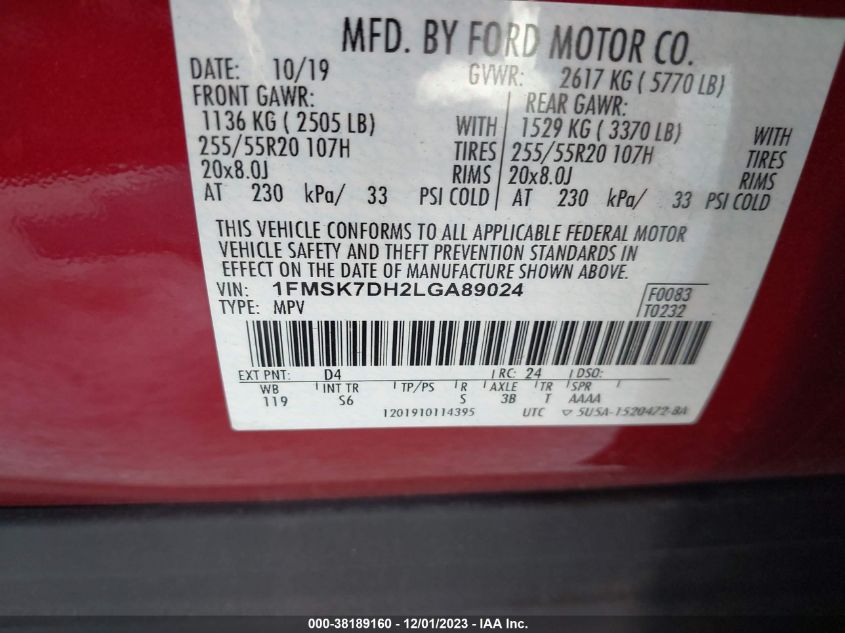 MFD. BY FORD MOTOR CO.
DATE: 10/19 GVWR: 2617 KG ( 5770 LB)
FRONT GAWR: REAR GAWR:
1136 KG ( 2505 LB) WITH 1529 KG ( 3370 LB) WITH
255/55R20 107H TIRES 255/55R20 107H TIRES
20x8.0J RIMS 20x8.0J RIMS
AT 230 kPa/ 33 PSI COLD AT 230 kPa/ 33 PSI COLD
THIS VEHICLE CONFORMS TO ALL APPLICABLE FEDERAL MOTOR
VEHICLE SAFETY AND THEFT PREVENTION STANDARDS IN
EFFECT ON THE DATE OF MANUFACTURE SHOWN ABOVE.
VIN: 1FMSK7DH2LGA89024 F0083
TYPE: MPV T0232
EXT PNT: D4 RC: 24 DSO:
WB INT TR TP/PS R AXLE TR SPR
119 S6 S 3B T AAAA
1201910114395 UTC ▽ 5U5A-1520472-BA
000-38189160 - 12/01/2023 - IAA Inc.